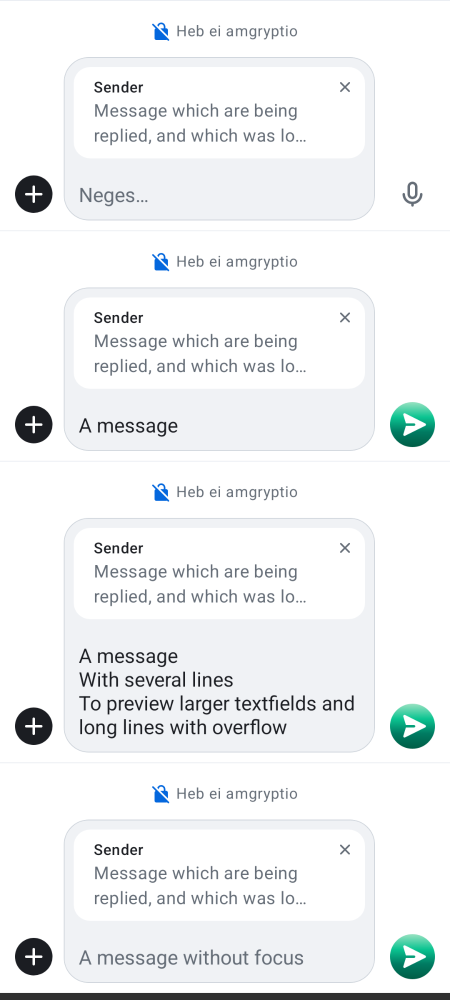 Heb ei amgryptio
Sender
Message which are being
replied, and which was lo…
Neges…
Heb ei amgryptio
Sender
Message which are being
replied, and which was lo…
A message
Heb ei amgryptio
Sender
Message which are being
replied, and which was lo…
A message
With several lines
To preview larger textfields and
long lines with overflow
Heb ei amgryptio
Sender
Message which are being
replied, and which was lo…
A message without focus